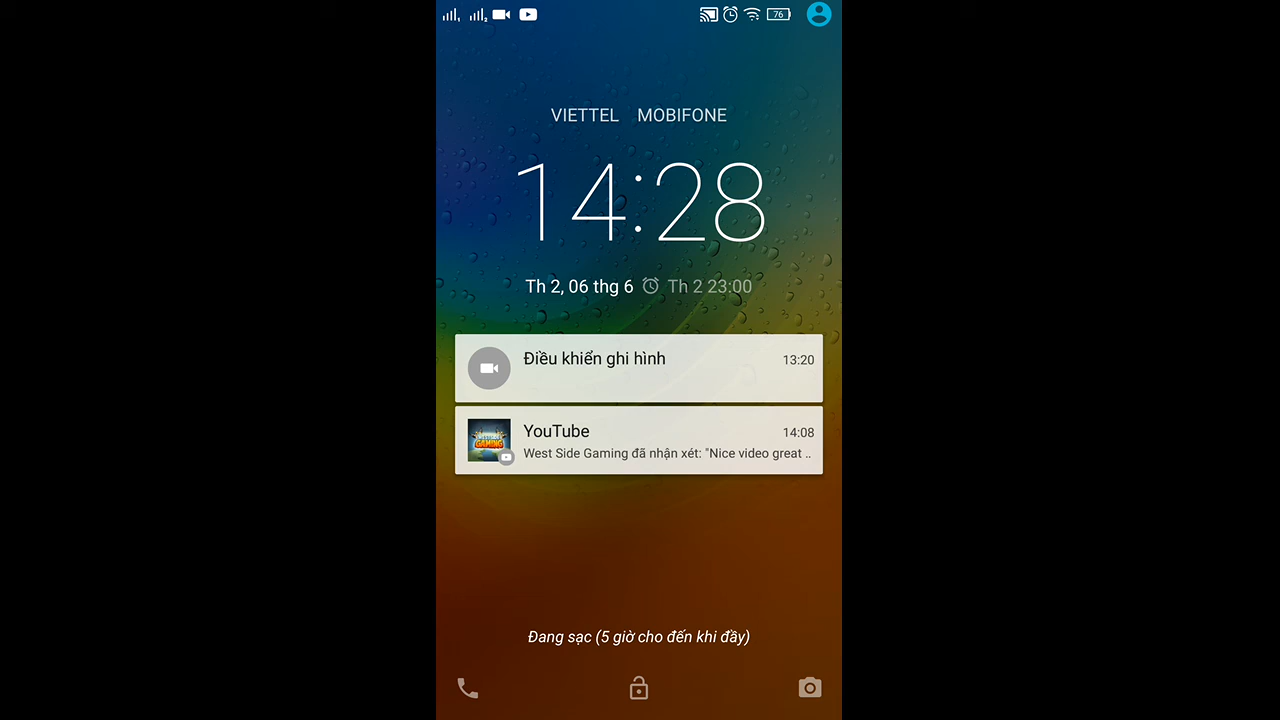 76
VIETTEL MOBIFONE
14:28
Th 2, 06 thg 6 Th 2 23:00
Điều khiển ghi hình 13:20
YouTube 14:08
West Side Gaming đã nhận xét: "Nice video great ..
GAMING
Đang sạc (5 giờ cho đến khi đầy)